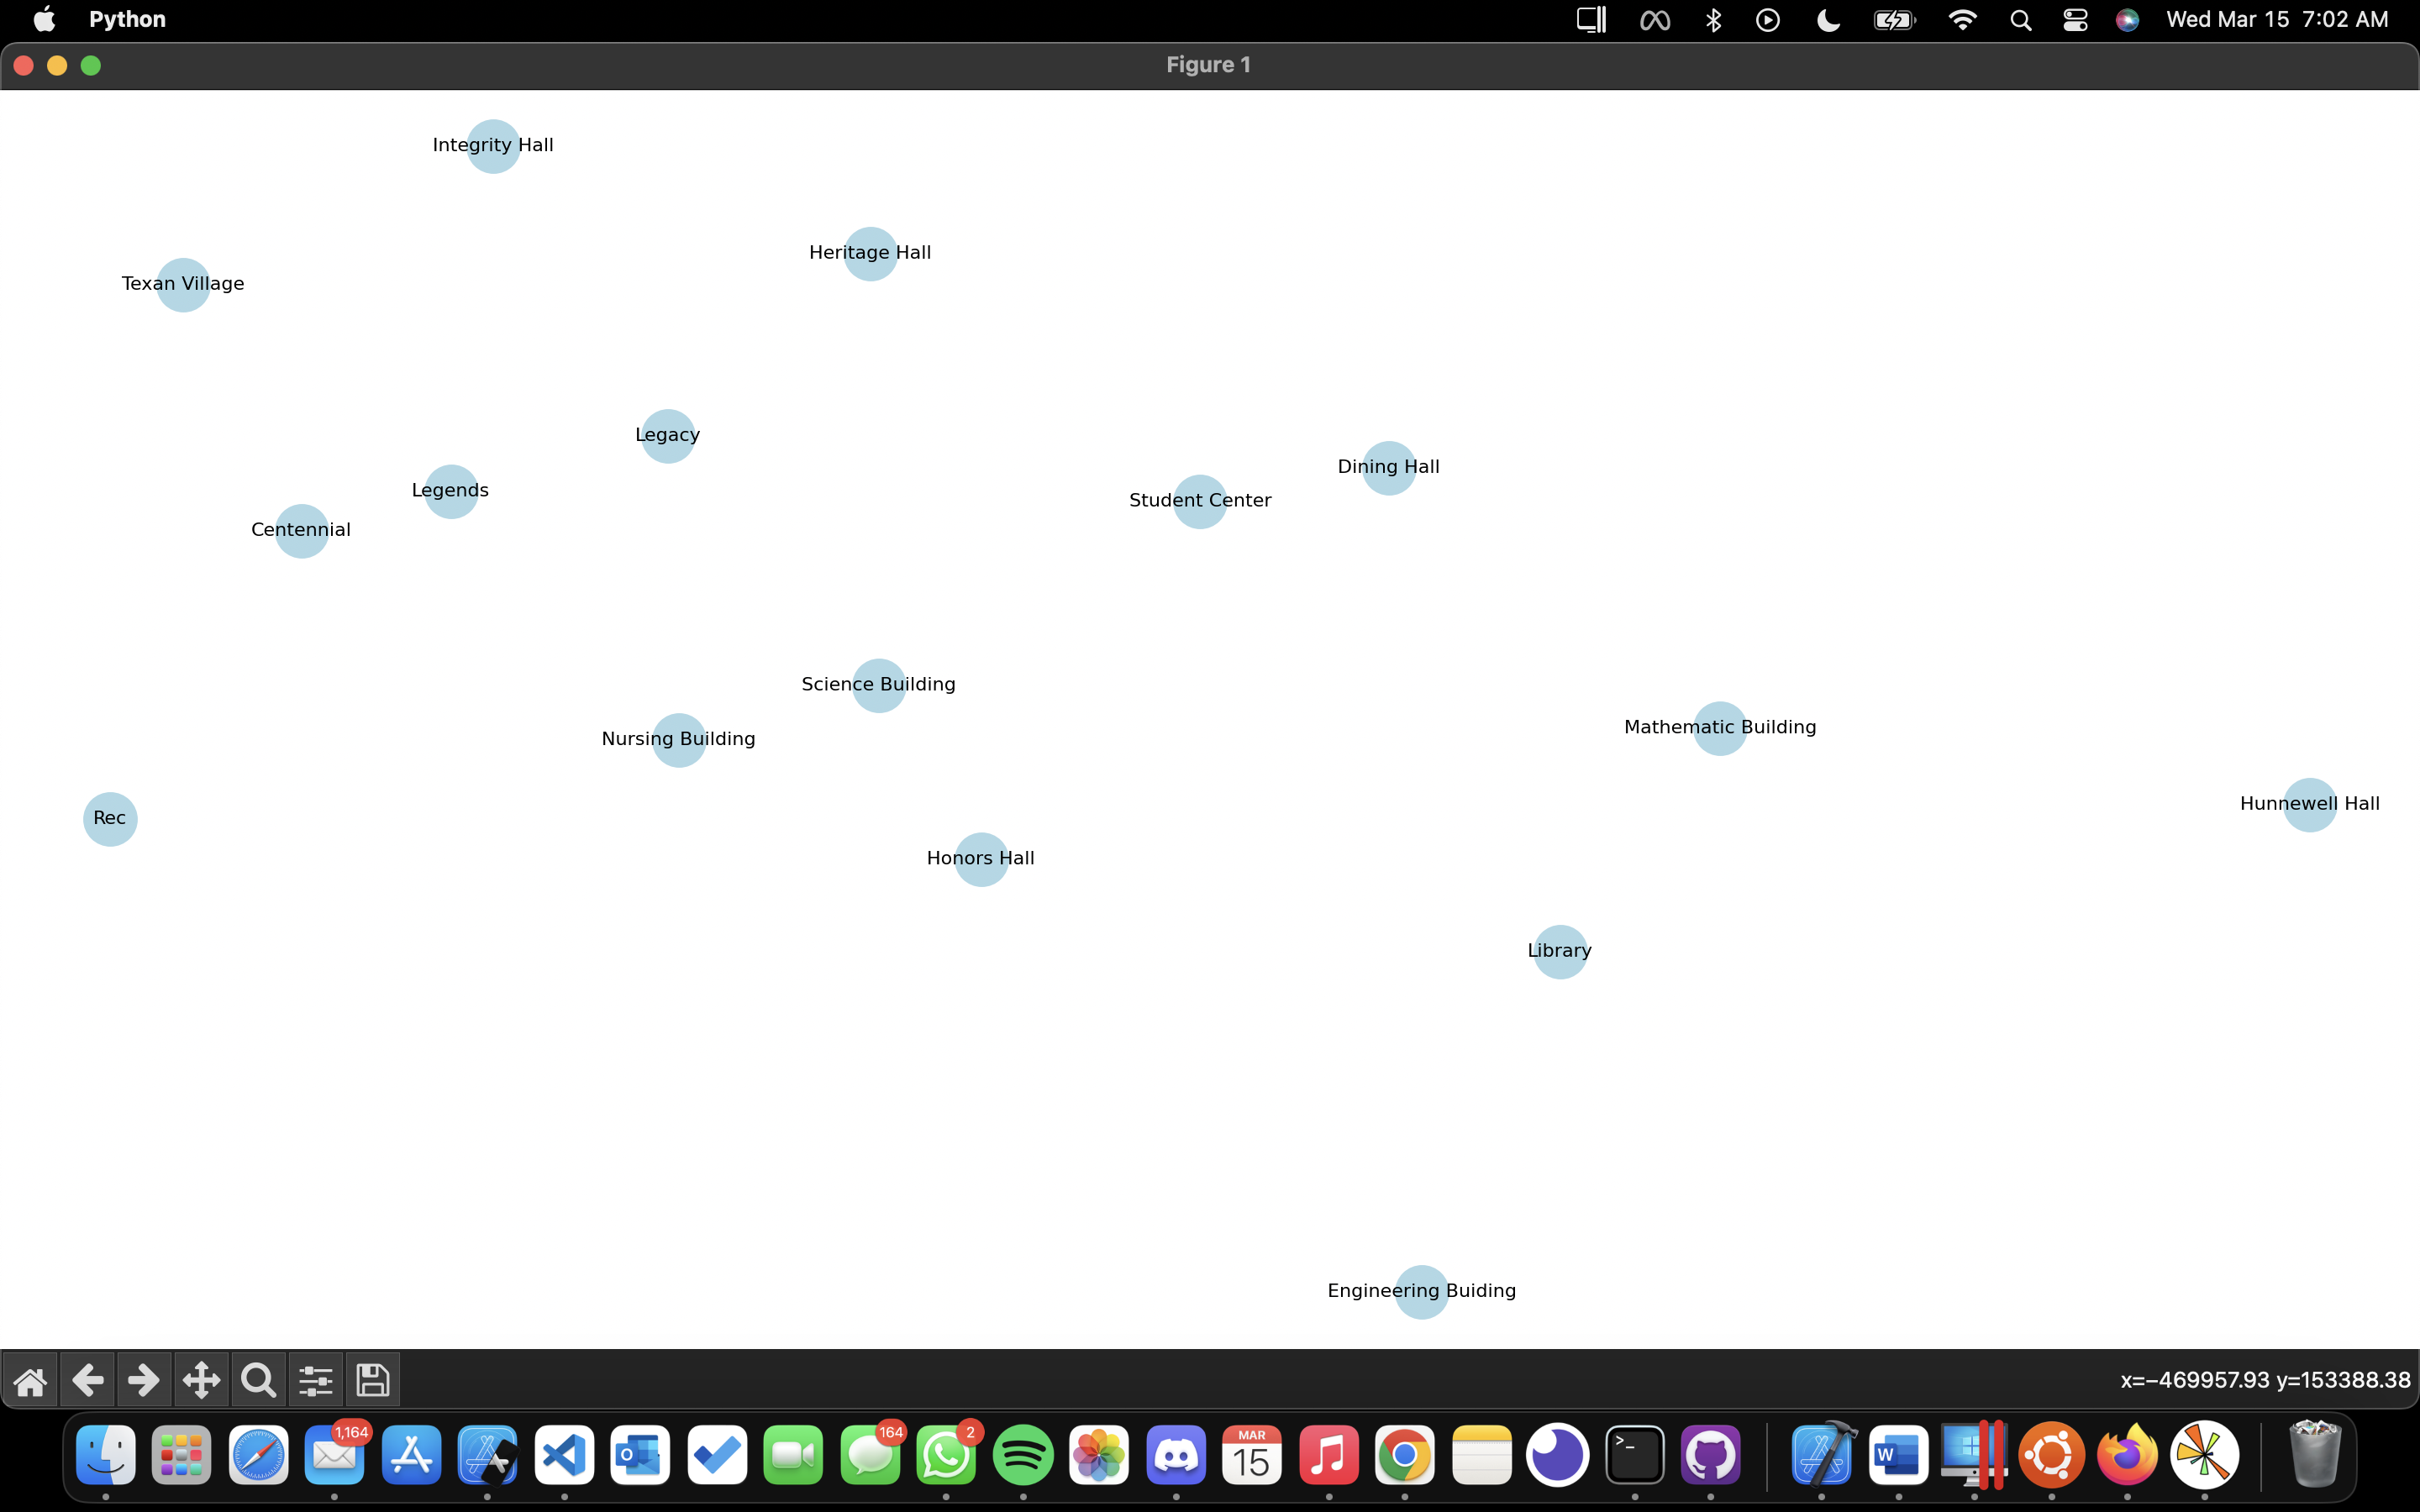 Python
Wed Mar 15 7:02 AM
Figure 1
Integrity Hall
Heritage Hall
Texan Village
Legacy
Dining Hall
Legends
Student Center
Centennial
Science Building
Mathematic Building
Nursing Building
Hunnewell Hall
Rec
Honors Hall
Library
Engineering Buiding
x=−469957.93 y=153388.38
1,164
164
2
MAR
15
>_
W